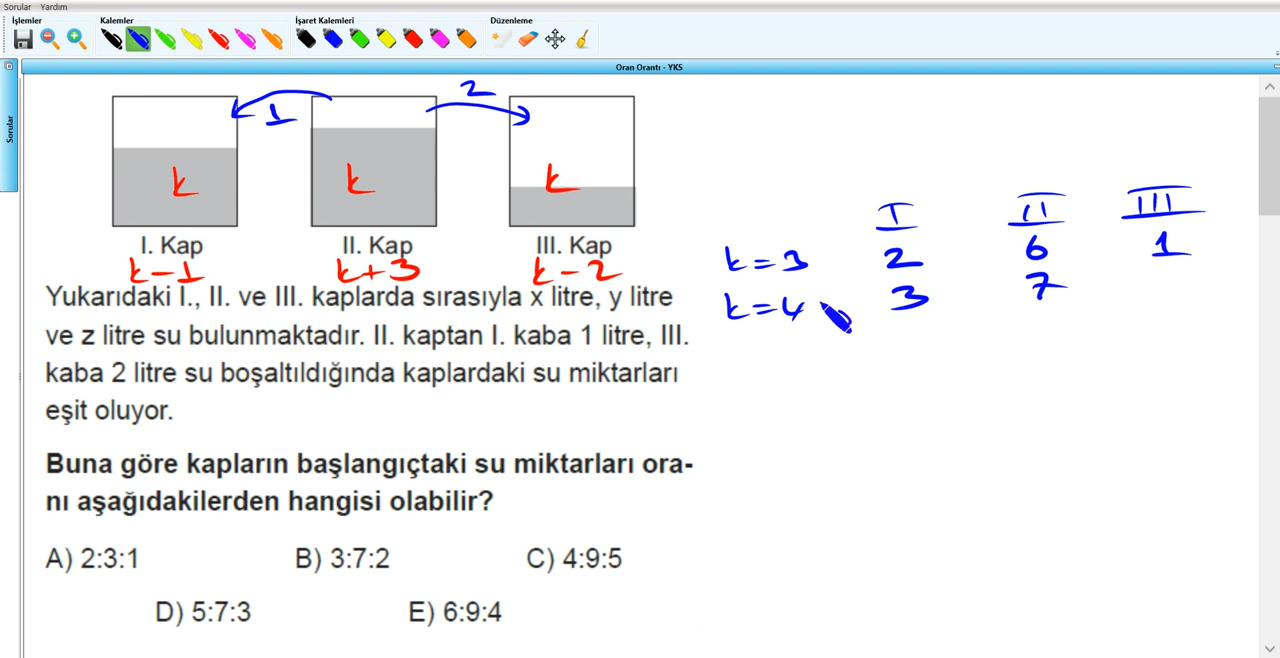 Sorular Yardım
İşlemler Kalemler İşaret Kalemleri Düzenleme
Oran Orantı - YKS
Sorular
1 2
k k k
I. Kap II. Kap III. Kap
k-1 k+3 k-2
Yukarıdaki I., II. ve III. kaplarda sırasıyla x litre, y litre
ve z litre su bulunmaktadır. II. kaptan I. kaba 1 litre, III.
kaba 2 litre su boşaltıldığında kaplardaki su miktarları
eşit oluyor.
Buna göre kapların başlangıçtaki su miktarları ora-
nı aşağıdakilerden hangisi olabilir?
A) 2:3:1 B) 3:7:2 C) 4:9:5
D) 5:7:3 E) 6:9:4
I II III
k=3 2 6 1
k=4 3 7